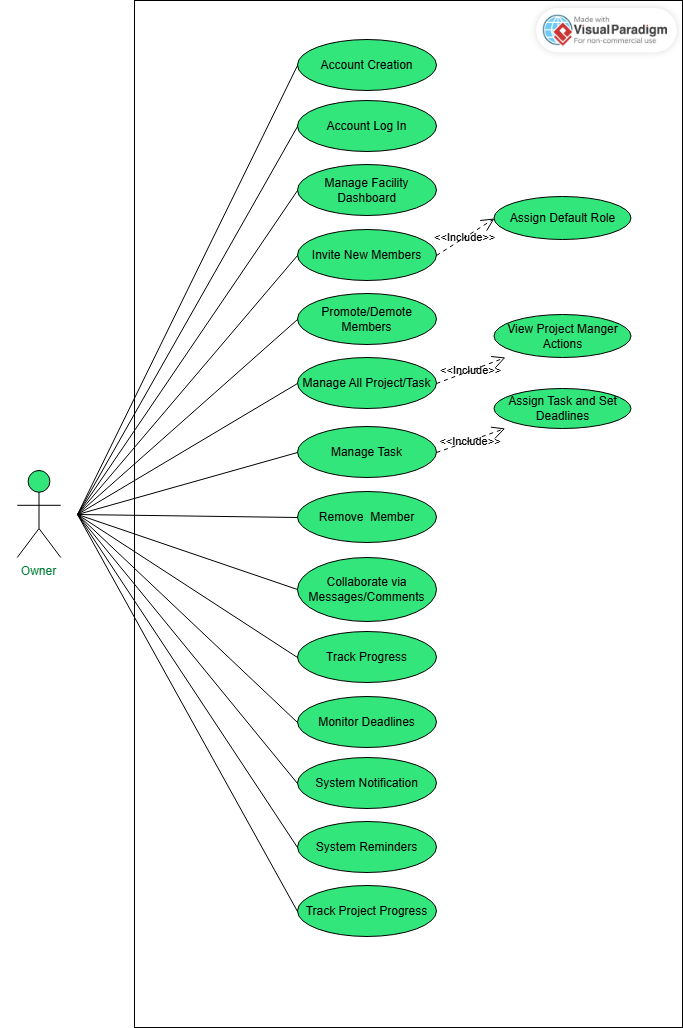 Made with
Visual Paradigm
For non-commercial use
Account Creation
Account Log In
Manage Facility
Dashboard
Assign Default Role
<<Include>>
Invite New Members
Promote/Demote
Members
View Project Manger
Actions
<<Include>>
Manage All Project/Task
Assign Task and Set
Deadlines
<<Include>>
Manage Task
Remove  Member
Owner
Collaborate via
Messages/Comments
Track Progress
Monitor Deadlines
System Notification
System Reminders
Track Project Progress